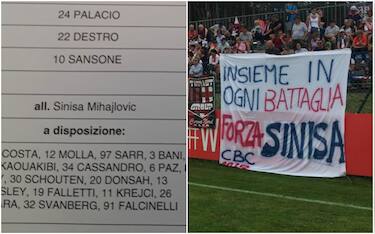 24 PALACIO
22 DESTRO
10 SANSONE
all. Sinisa Mihajlovic
a disposizione:
COSTA, 12 MOLLA, 97 SARR, 3 BANI,
KAOUAKIBI, 34 CASSANDRO, 6 PAZ,
30 SCHOUTEN, 20 DONSAH,
SLEY, 19 FALLETTI, 11 KREJCI, 26
RA, 32 SVANBERG, 91 FALCINELLI
INSIEME IN
OGNI BATTAGLIA
FORZA SINISA
CBC
GROUP
#W